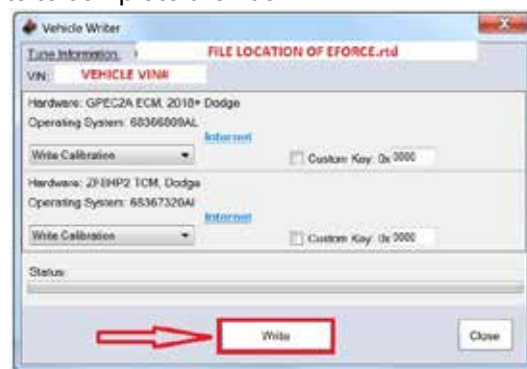 Vehicle Writer
Tune Information: FILE LOCATION OF EFORCE.rtd
VIN: VEHICLE VIN#
Hardware: GPEC2A ECM, 2018+ Dodge
Operating System: 68366809AL
Internet
Write Calibration
Custom Key: 0x 0000
Hardware: ZF8HP2 TCM, Dodge
Operating System: 68367320AI
Internet
Write Calibration
Custom Key: 0x 0000
Status
Write
Close